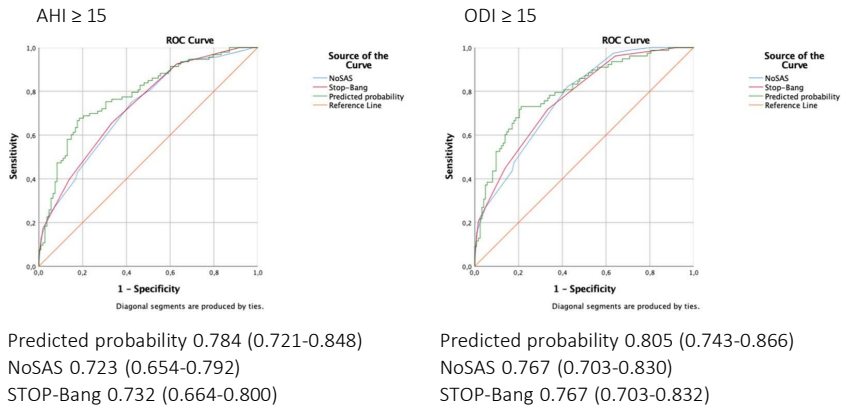 AHI ≥ 15
ROC Curve
Sensitivity
1,0
0,8
0,6
0,4
0,2
0,0
0,0 0,2 0,4 0,6 0,8 1,0
1 - Specificity
Diagonal segments are produced by ties.
Source of the
Curve
NoSAS
Stop-Bang
Predicted probability
Reference Line
Predicted probability 0.784 (0.721-0.848)
NoSAS 0.723 (0.654-0.792)
STOP-Bang 0.732 (0.664-0.800)
ODI ≥ 15
ROC Curve
Sensitivity
1,0
0,8
0,6
0,4
0,2
0,0
0,0 0,2 0,4 0,6 0,8 1,0
1 - Specificity
Diagonal segments are produced by ties.
Source of the
Curve
NoSAS
Stop-Bang
Predicted probability
Reference Line
Predicted probability 0.805 (0.743-0.866)
NoSAS 0.767 (0.703-0.830)
STOP-Bang 0.767 (0.703-0.832)